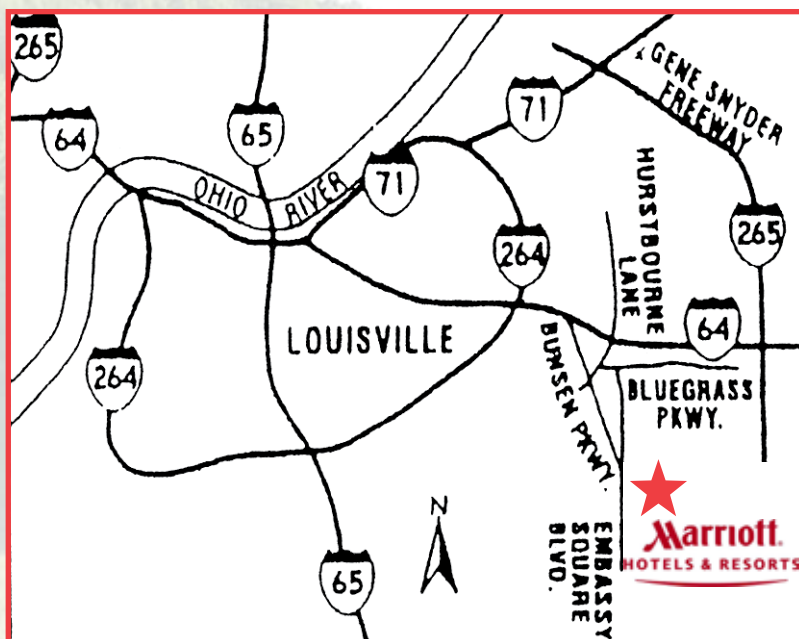 265
64
65
71
GENE SNYDER
FREEWAY
OHIO RIVER
71
HURSTBOURNE
LANE
264
265
LOUISVILLE
64
264
BUNSEN PKWY.
BLUEGRASS
PKWY.
N
EMBASSY
SQUARE
BLVD.
Marriott
HOTELS & RESORTS
65